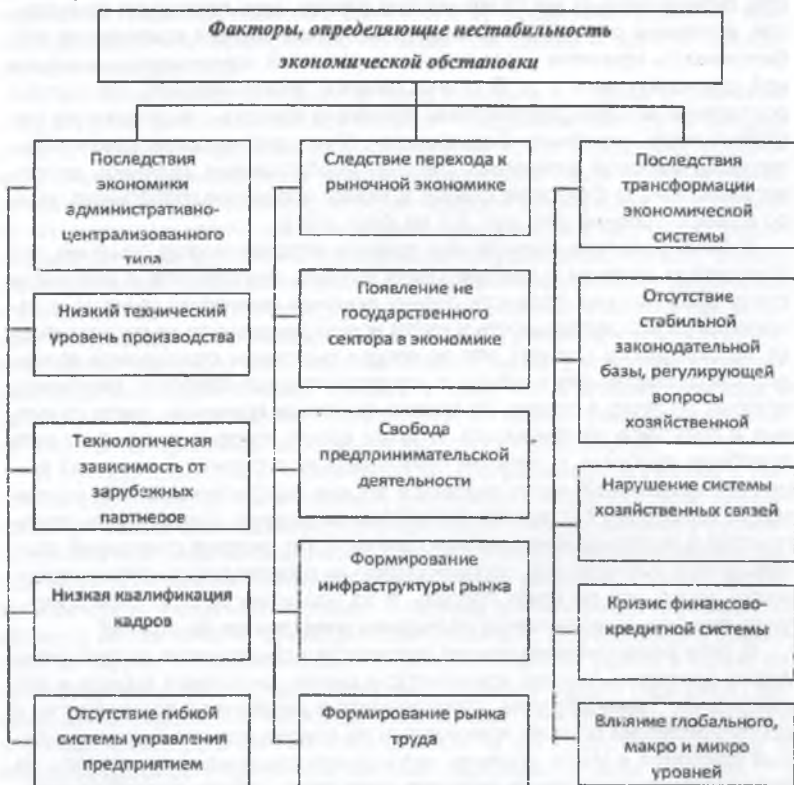 Факторы, определяющие нестабильность
экономической обстановки
Последствия
экономики
административно-
централизованного
типа
Низкий технический
уровень производства
Технологическая
зависимость от
зарубежных
партнеров
Низкая квалификация
кадров
Отсутствие гибкой
системы управления
предприятием
Следствие перехода к
рыночной экономике
Появление не
государственного
сектора в экономике
Свобода
предпринимательской
деятельности
Формирование
инфраструктуры рынка
Формирование рынка
труда
Последствия
трансформации
экономической
системы
Отсутствие
стабильной
законодательной
базы, регулирующей
вопросы
хозяйственной
Нарушение системы
хозяйственных связей
Кризис финансово-
кредитной системы
Влияние глобального,
макро и микро
уровней